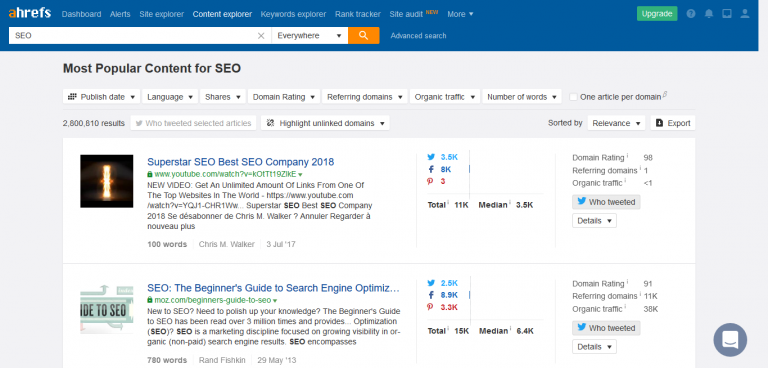 ahrefs Dashboard Alerts Site explorer Content explorer Keywords explorer Rank tracker Site audit NEW More Upgrade
SEO Everywhere Advanced search
Most Popular Content for SEO
Publish date Language Shares Domain Rating Referring domains Organic traffic Number of words One article per domain
2,800,810 results Who tweeted selected articles Highlight unlinked domains Sorted by Relevance Export
Superstar SEO Best SEO Company 2018
www.youtube.com/watch?v=kOtTt19ZlkE
NEW VIDEO: Get An Unlimited Amount Of Links From One Of
The Top Websites In The World - https://www.youtube.com
/watch?v=YQJ1-CHR1Ww... Superstar SEO Best SEO Company
2018 Se désabonner de Chris M. Walker ? Annuler Regarder à
nouveau plus
100 words Chris M. Walker 3 Jul '17
3.5K
8K
3
Total 11K Median 3.5K
Domain Rating 98
Referring domains 1
Organic traffic <1
Who tweeted
Details
IDE TO SEO
SEO: The Beginner's Guide to Search Engine Optimiz…
moz.com/beginners-guide-to-seo
New to SEO? Need to polish up your knowledge? The Beginner's Guide
to SEO has been read over 3 million times and provides... Optimization
(SEO)? SEO is a marketing discipline focused on growing visibility in or-
ganic (non-paid) search engine results. SEO encompasses
780 words Rand Fishkin 29 May '13
2.5K
8.9K
3.3K
Total 15K Median 6.4K
Domain Rating 91
Referring domains 11K
Organic traffic 38K
Who tweeted
Details